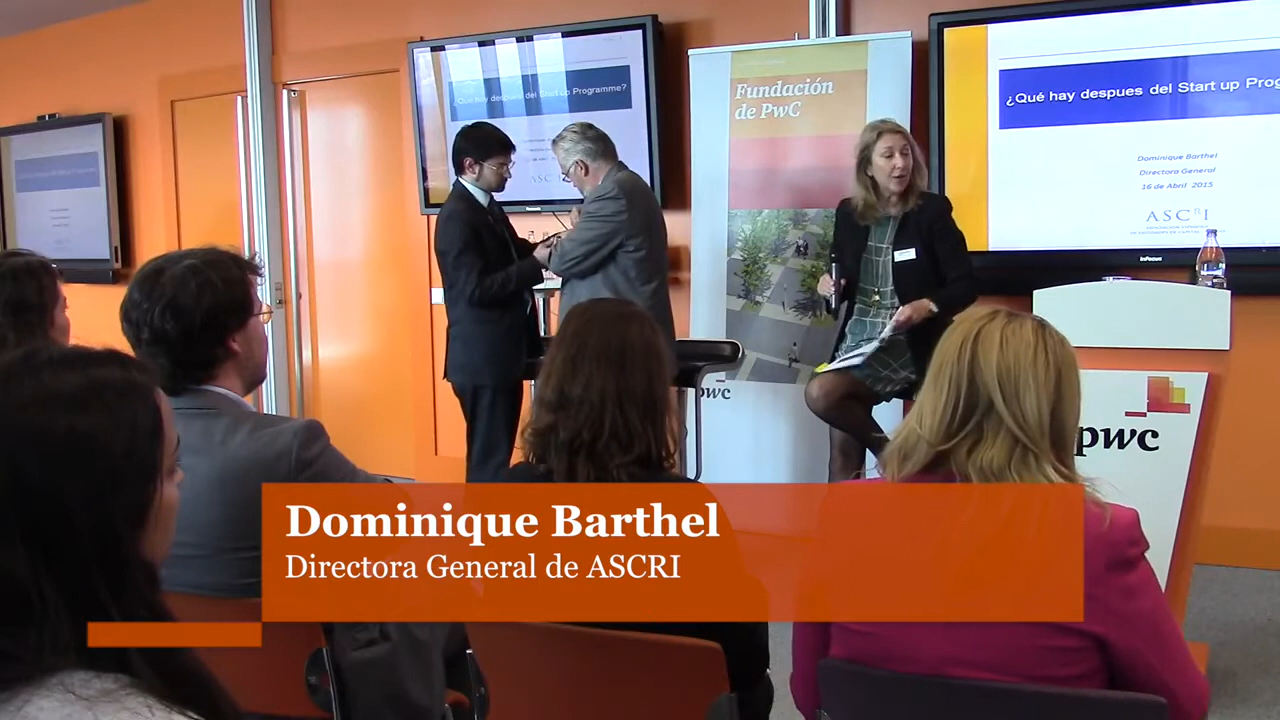 ¿Qué hay despues del Start up Programme?
Fundación
de PwC
¿Qué hay despues del Start up Prog
Dominique Barthel
Directora General
16 de Abril 2015
ASCRI
InFocus
pwc
pwc
Dominique Barthel
Directora General de ASCRI